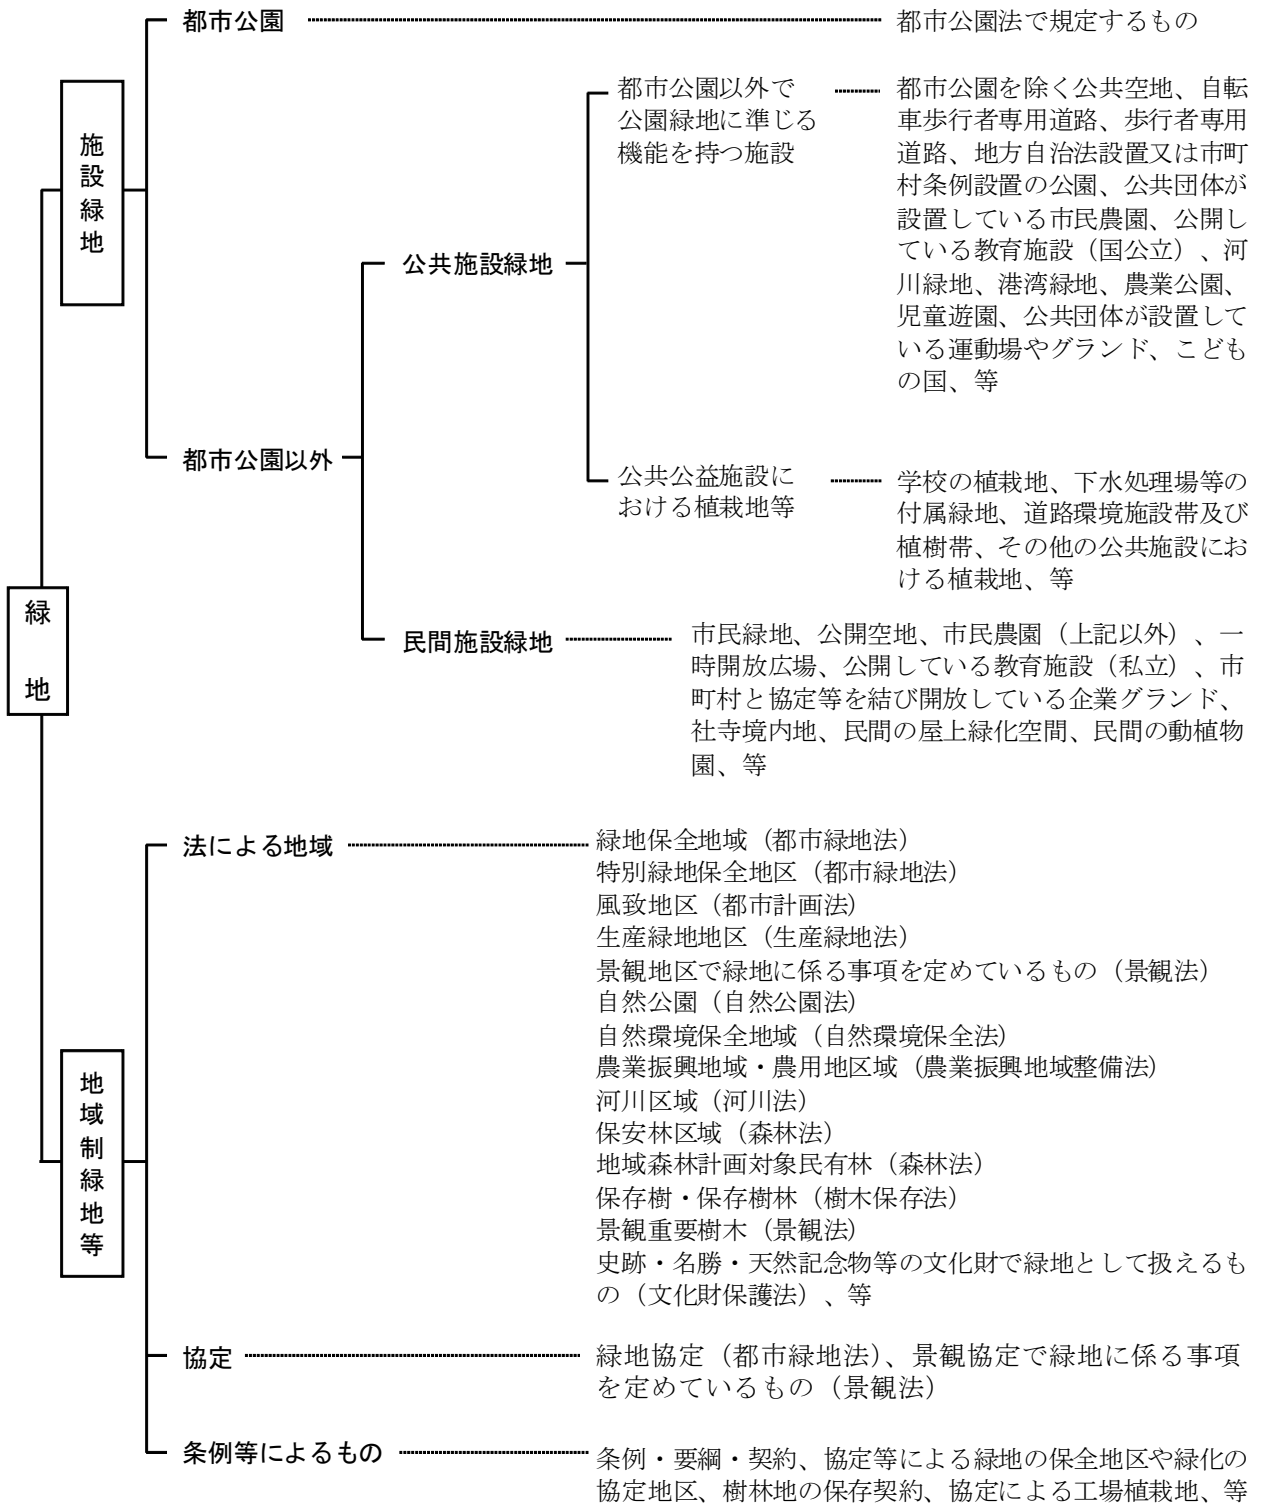 都市公園
都市公園法で規定するもの
施設緑地
都市公園以外で
公園緑地に準じる
機能を持つ施設
都市公園を除く公共空地、自転
車歩行者専用道路、歩行者専用
道路、地方自治法設置又は市町
村条例設置の公園、公共団体が
設置している市民農園、公開し
ている教育施設（国公立）、河
川緑地、港湾緑地、農業公園、
児童遊園、公共団体が設置して
いる運動場やグランド、こども
の国、等
公共施設緑地
都市公園以外
公共公益施設に
おける植栽地等
学校の植栽地、下水処理場等の
付属緑地、道路環境施設帯及び
植樹帯、その他の公共施設にお
ける植栽地、等
緑地
民間施設緑地
市民緑地、公開空地、市民農園（上記以外）、一
時開放広場、公開している教育施設（私立）、市
町村と協定等を結び開放している企業グランド、
社寺境内地、民間の屋上緑化空間、民間の動植物
園、等
法による地域
緑地保全地域（都市緑地法）
特別緑地保全地区（都市緑地法）
風致地区（都市計画法）
生産緑地地区（生産緑地法）
景観地区で緑地に係る事項を定めているもの（景観法）
自然公園（自然公園法）
自然環境保全地域（自然環境保全法）
農業振興地域・農用地区域（農業振興地域整備法）
河川区域（河川法）
保安林区域（森林法）
地域森林計画対象民有林（森林法）
保存樹・保存樹林（樹木保存法）
景観重要樹木（景観法）
史跡・名勝・天然記念物等の文化財で緑地として扱えるも
の（文化財保護法）、等
地域制緑地等
協定
緑地協定（都市緑地法）、景観協定で緑地に係る事項
を定めているもの（景観法）
条例等によるもの
条例・要綱・契約、協定等による緑地の保全地区や緑化の
協定地区、樹林地の保存契約、協定による工場植栽地、等